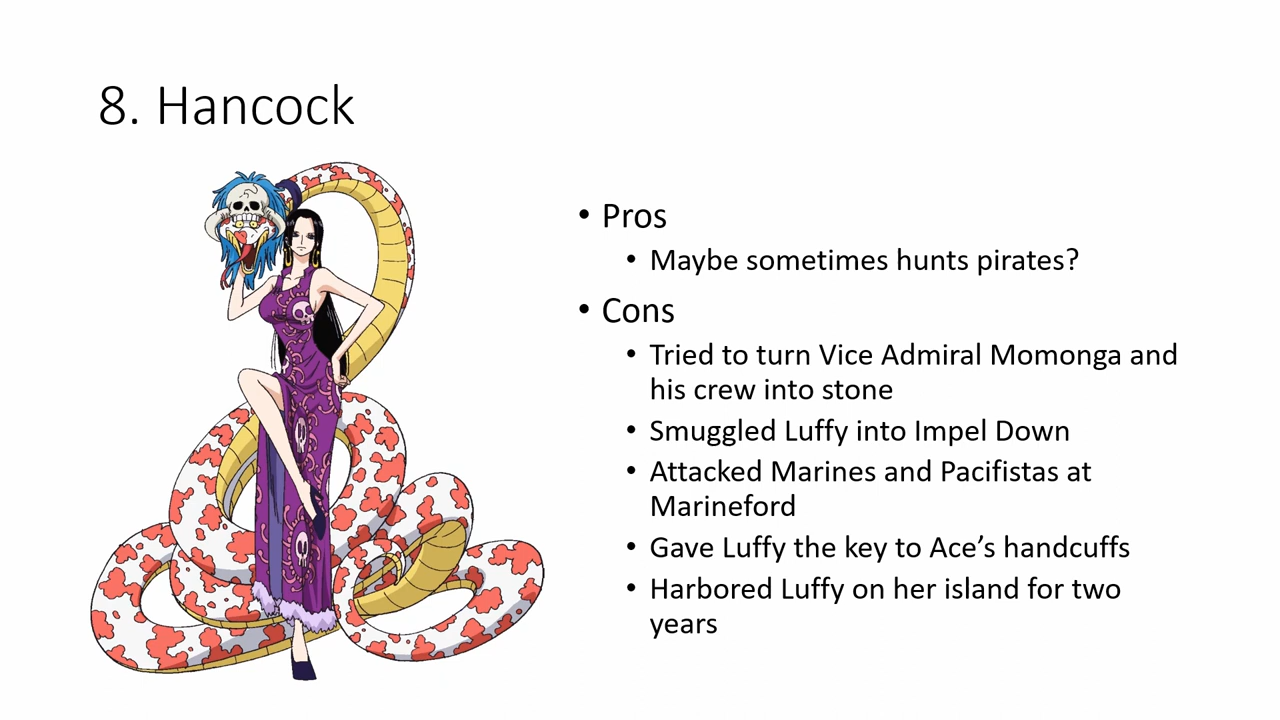 8. Hancock
• Pros
• Maybe sometimes hunts pirates?
• Cons
• Tried to turn Vice Admiral Momonga and
his crew into stone
• Smuggled Luffy into Impel Down
• Attacked Marines and Pacifistas at
Marineford
• Gave Luffy the key to Ace’s handcuffs
• Harbored Luffy on her island for two
years